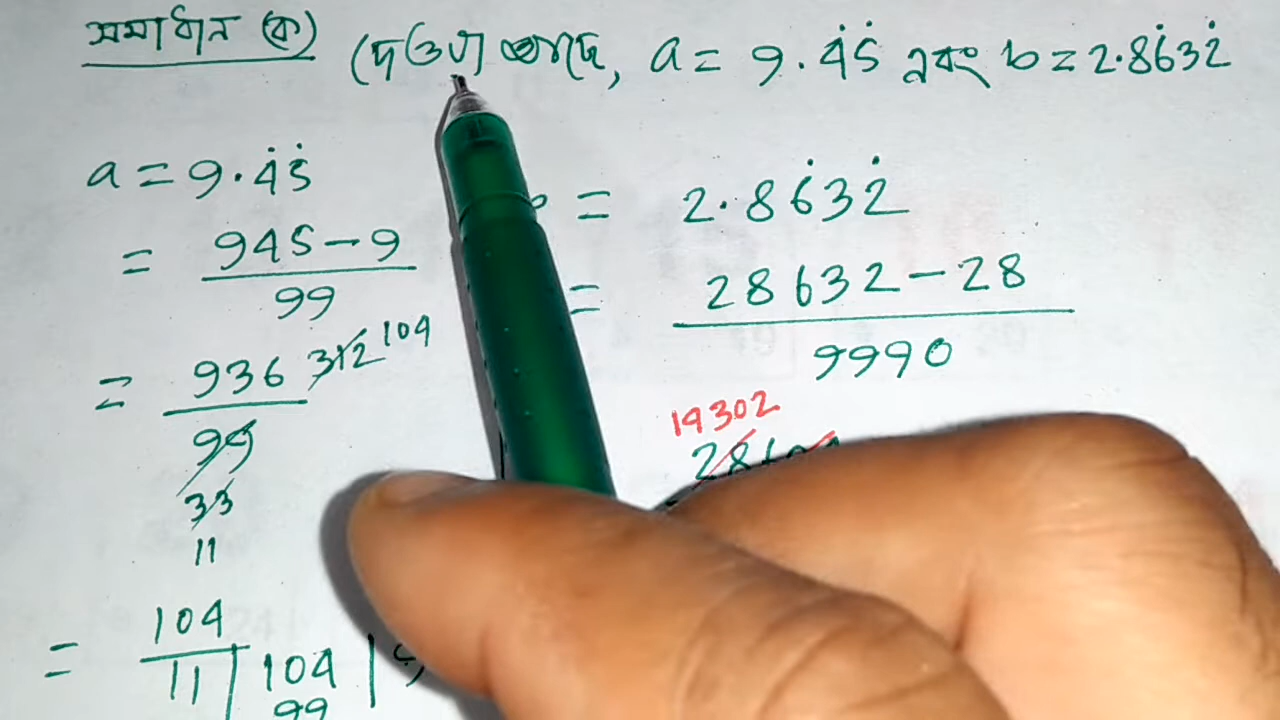 সমাধান (ক) দেওয়া আছে, a = 9.4̇5̇ এবং b = 2.86̇32̇
a = 9.4̇5̇
= 945 - 9
99
= 936 312 104
99
33
11
= 104
11 104
99
= 2.86̇32̇
= 28632 - 28
9990
14302